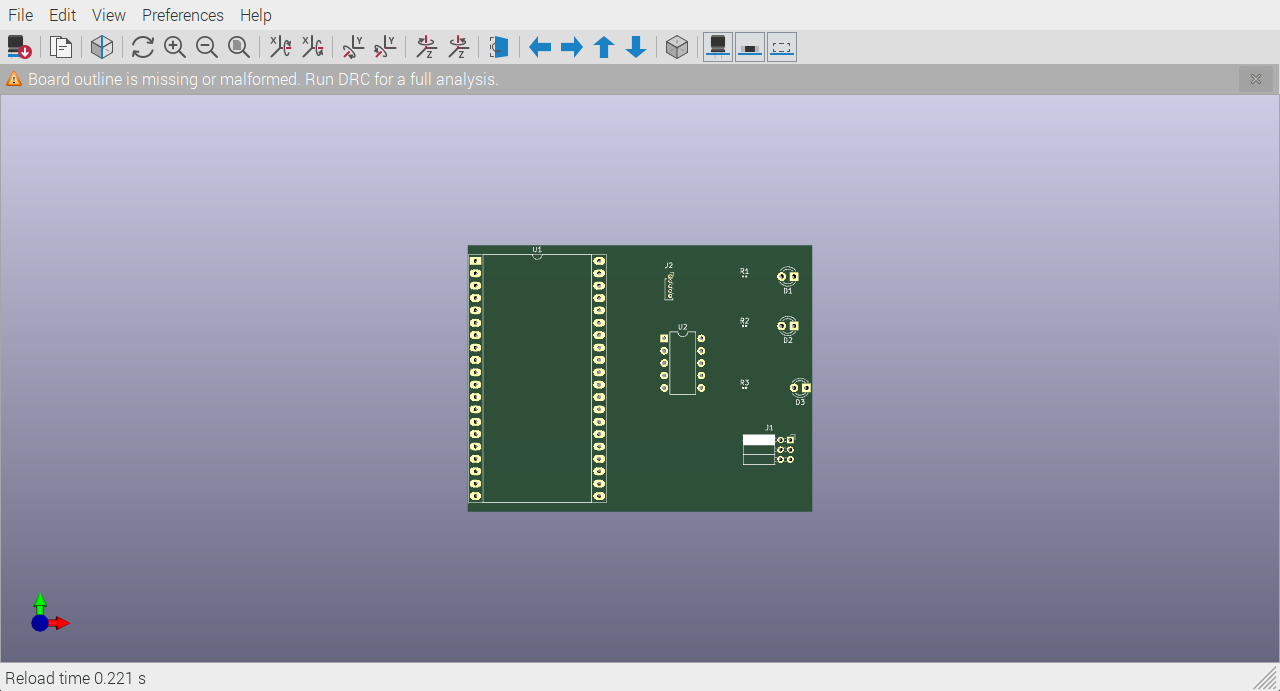 File Edit View Preferences Help
X X Y Y Z Z
Board outline is missing or malformed. Run DRC for a full analysis.
U1
J2
R1
D1
R2
U2
D2
R3
D3
J1
Reload time 0.221 s